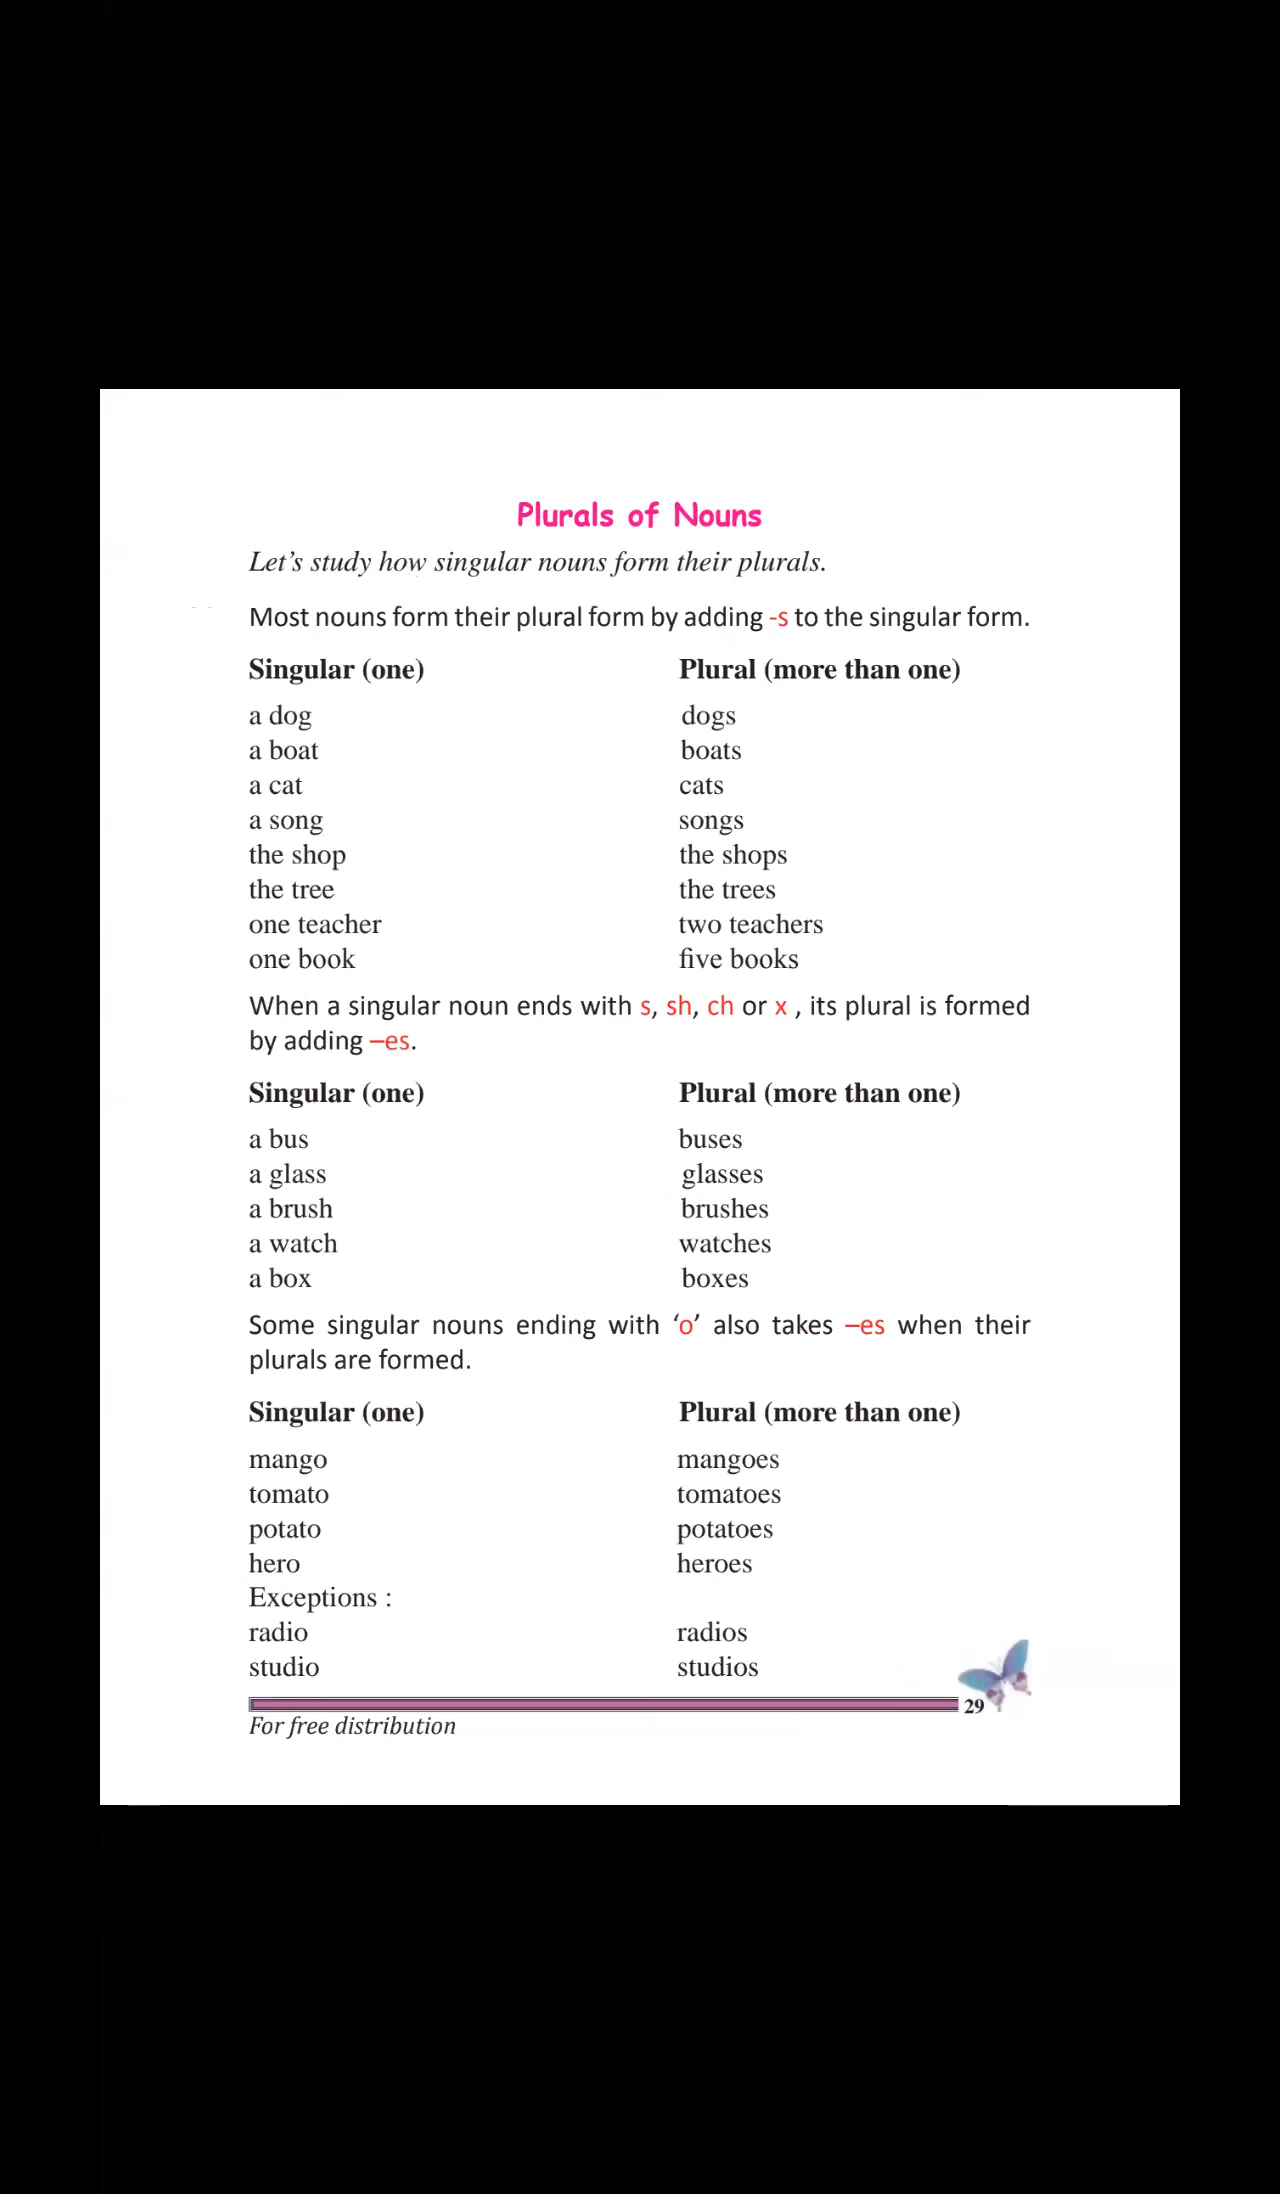 Plurals of Nouns
Let’s study how singular nouns form their plurals.
Most nouns form their plural form by adding -s to the singular form.
Singular (one) Plural (more than one)
a dog dogs
a boat boats
a cat cats
a song songs
the shop the shops
the tree the trees
one teacher two teachers
one book five books
When a singular noun ends with s, sh, ch or x , its plural is formed
by adding –es.
Singular (one) Plural (more than one)
a bus buses
a glass glasses
a brush brushes
a watch watches
a box boxes
Some singular nouns ending with ‘o’ also takes –es when their
plurals are formed.
Singular (one) Plural (more than one)
mango mangoes
tomato tomatoes
potato potatoes
hero heroes
Exceptions :
radio radios
studio studios
29
For free distribution